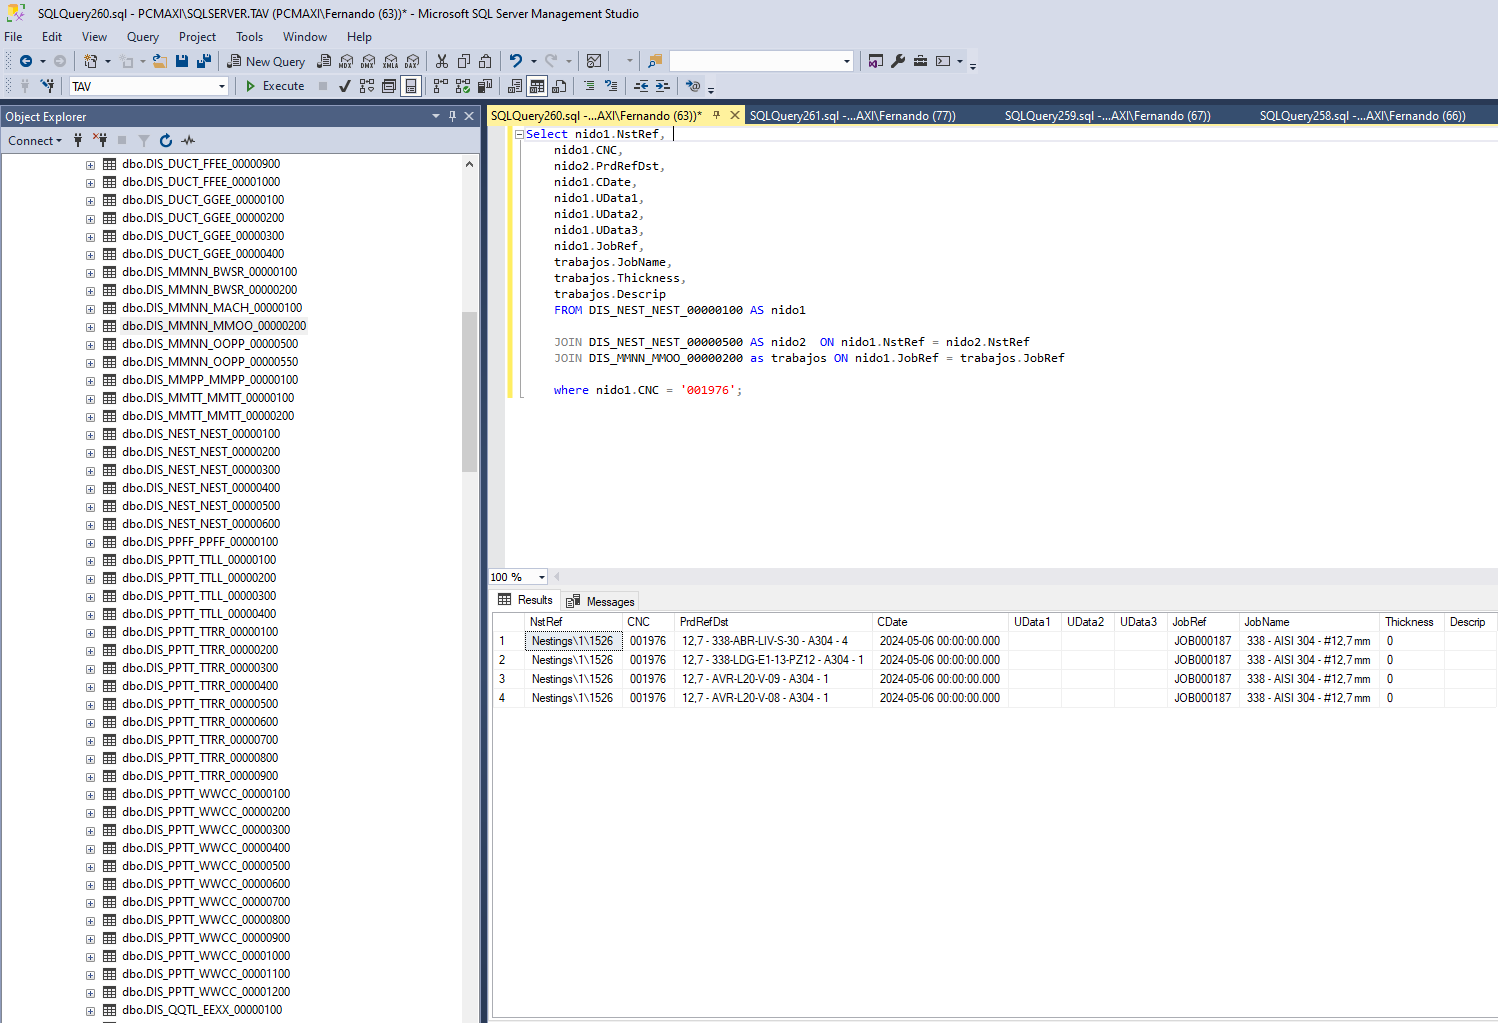 SQLQuery260.sql - PCMAXI\SQLSERVER.TAV (PCMAXI\Fernando (63))* - Microsoft SQL Server Management Studio
File Edit View Query Project Tools Window Help
New Query MDX DMX XMLA DAX
TAV Execute
Object Explorer
Connect
dbo.DIS_DUCT_FFEE_00000900
dbo.DIS_DUCT_FFEE_00001000
dbo.DIS_DUCT_GGEE_00000100
dbo.DIS_DUCT_GGEE_00000200
dbo.DIS_DUCT_GGEE_00000300
dbo.DIS_DUCT_GGEE_00000400
dbo.DIS_MMNN_BWSR_00000100
dbo.DIS_MMNN_BWSR_00000200
dbo.DIS_MMNN_MACH_00000100
dbo.DIS_MMNN_MMOO_00000200
dbo.DIS_MMNN_OOPP_00000500
dbo.DIS_MMNN_OOPP_00000550
dbo.DIS_MMPP_MMPP_00000100
dbo.DIS_MMTT_MMTT_00000100
dbo.DIS_MMTT_MMTT_00000200
dbo.DIS_NEST_NEST_00000100
dbo.DIS_NEST_NEST_00000200
dbo.DIS_NEST_NEST_00000300
dbo.DIS_NEST_NEST_00000400
dbo.DIS_NEST_NEST_00000500
dbo.DIS_NEST_NEST_00000600
dbo.DIS_PPFF_PPFF_00000100
dbo.DIS_PPTT_TTLL_00000100
dbo.DIS_PPTT_TTLL_00000200
dbo.DIS_PPTT_TTLL_00000300
dbo.DIS_PPTT_TTLL_00000400
dbo.DIS_PPTT_TTRR_00000100
dbo.DIS_PPTT_TTRR_00000200
dbo.DIS_PPTT_TTRR_00000300
dbo.DIS_PPTT_TTRR_00000400
dbo.DIS_PPTT_TTRR_00000500
dbo.DIS_PPTT_TTRR_00000600
dbo.DIS_PPTT_TTRR_00000700
dbo.DIS_PPTT_TTRR_00000800
dbo.DIS_PPTT_TTRR_00000900
dbo.DIS_PPTT_WWCC_00000100
dbo.DIS_PPTT_WWCC_00000200
dbo.DIS_PPTT_WWCC_00000300
dbo.DIS_PPTT_WWCC_00000400
dbo.DIS_PPTT_WWCC_00000500
dbo.DIS_PPTT_WWCC_00000600
dbo.DIS_PPTT_WWCC_00000700
dbo.DIS_PPTT_WWCC_00000800
dbo.DIS_PPTT_WWCC_00000900
dbo.DIS_PPTT_WWCC_00001000
dbo.DIS_PPTT_WWCC_00001100
dbo.DIS_PPTT_WWCC_00001200
dbo.DIS_QQTL_EEXX_00000100
SQLQuery260.sql -...AXI\Fernando (63))* SQLQuery261.sql -...AXI\Fernando (77)) SQLQuery259.sql -...AXI\Fernando (67)) SQLQuery258.sql -...AXI\Fernando (66))
Select nido1.NstRef,
nido1.CNC,
nido2.PrdRefDst,
nido1.CDate,
nido1.UData1,
nido1.UData2,
nido1.UData3,
nido1.JobRef,
trabajos.JobName,
trabajos.Thickness,
trabajos.Descrip
FROM DIS_NEST_NEST_00000100 AS nido1
JOIN DIS_NEST_NEST_00000500 AS nido2 ON nido1.NstRef = nido2.NstRef
JOIN DIS_MMNN_MMOO_00000200 as trabajos ON nido1.JobRef = trabajos.JobRef
where nido1.CNC = '001976';
100 %
Results Messages
NstRef CNC PrdRefDst CDate UData1 UData2 UData3 JobRef JobName Thickness Descrip
1 Nestings\1\1526 001976 12,7 - 338-ABR-LIV-S-30 - A304 - 4 2024-05-06 00:00:00.000 JOB000187 338 - AISI 304 - #12,7 mm 0
2 Nestings\1\1526 001976 12,7 - 338-LDG-E1-13-PZ12 - A304 - 1 2024-05-06 00:00:00.000 JOB000187 338 - AISI 304 - #12,7 mm 0
3 Nestings\1\1526 001976 12,7 - AVR-L20-V-09 - A304 - 1 2024-05-06 00:00:00.000 JOB000187 338 - AISI 304 - #12,7 mm 0
4 Nestings\1\1526 001976 12,7 - AVR-L20-V-08 - A304 - 1 2024-05-06 00:00:00.000 JOB000187 338 - AISI 304 - #12,7 mm 0